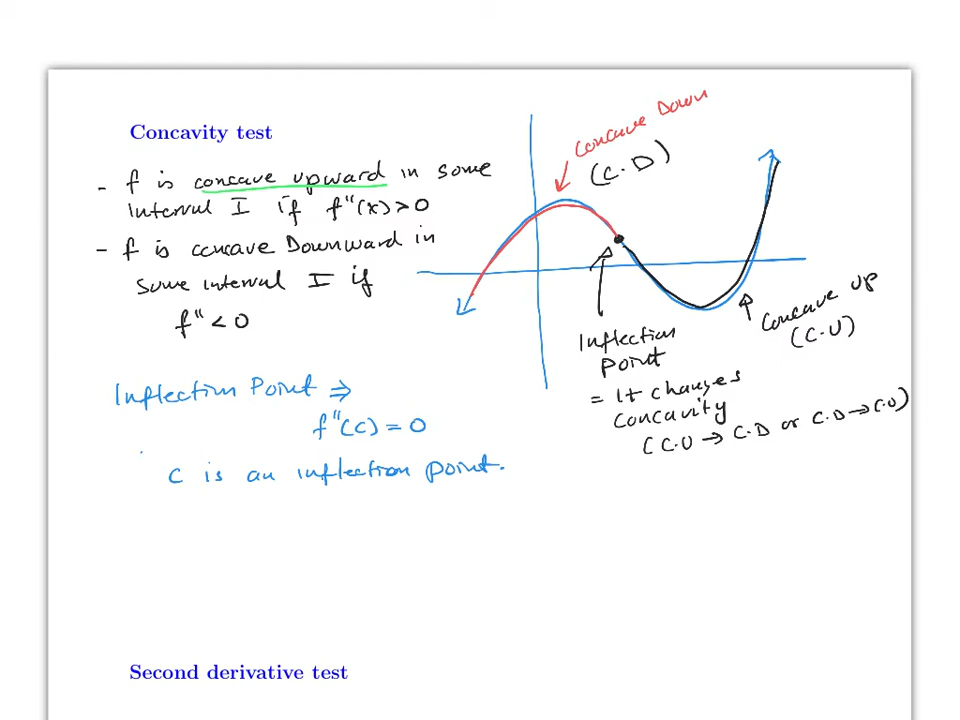 Concavity test
- f is concave upward in some
interval I if f"(x) > 0
- f is concave Downward in
some interval I if
f" < 0
Inflection Point ⇒
f"(c) = 0
c is an inflection point.
Concave Down
(C.D)
Inflection
Point
= It changes
concavity
(C.U → C.D or C.D → C.U)
Concave up
(C.U)
Second derivative test